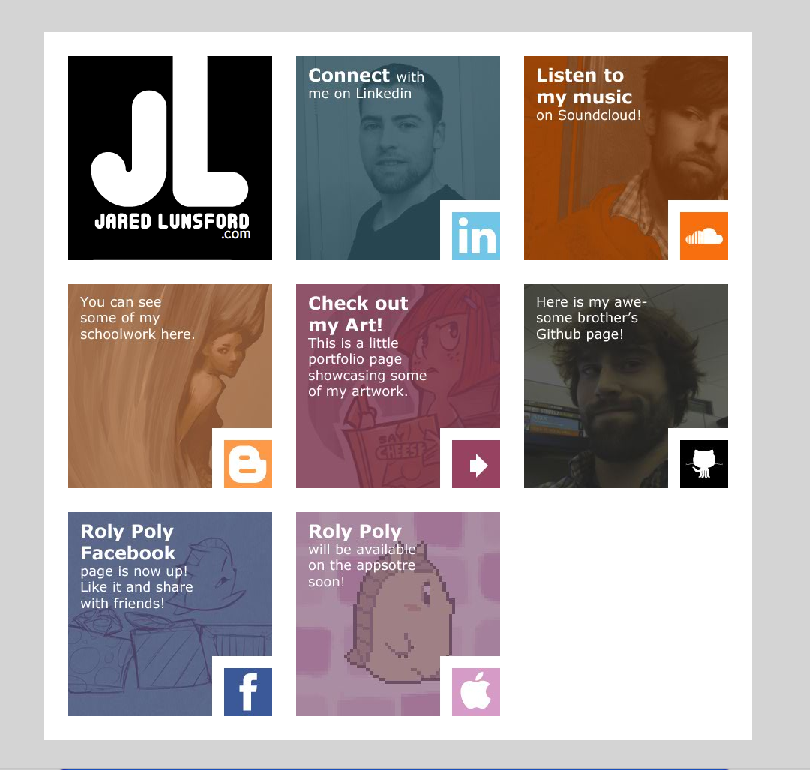 JL
JARED LUNSFORD
.com
Connect with
me on Linkedin
in
Listen to
my music
on Soundcloud!
You can see
some of my
schoolwork here.
Check out
my Art!
This is a little
portfolio page
showcasing some
of my artwork.
SAY
CHEESE
Here is my awe-
some brother's
Github page!
Roly Poly
Facebook
page is now up!
Like it and share
with friends!
f
Roly Poly
will be available
on the appsotre
soon!